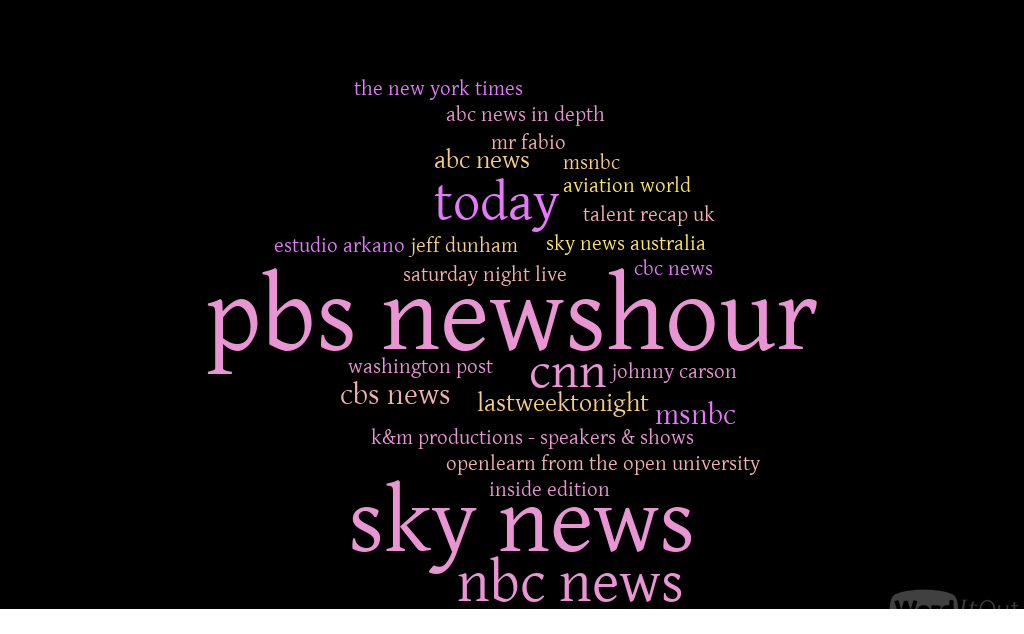 the new york times
abc news in depth
mr fabio
abc news
msnbc
today
aviation world
talent recap uk
estudio arkano
jeff dunham
sky news australia
saturday night live
cbc news
pbs newshour
washington post
cnn
johnny carson
cbs news
lastweektonight
msnbc
k&m productions - speakers & shows
openlearn from the open university
inside edition
sky news
nbc news
WordItOut